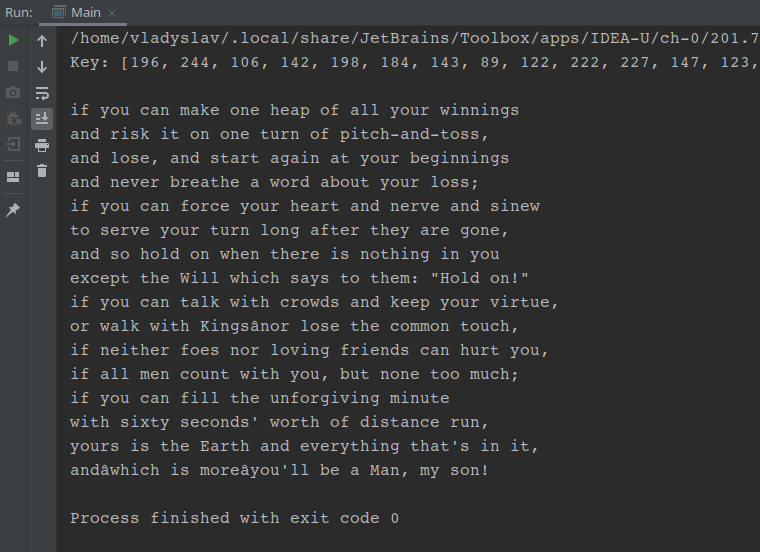 Run: Main ×
/home/vladyslav/.local/share/JetBrains/Toolbox/apps/IDEA-U/ch-0/201.7
Key: [196, 244, 106, 142, 198, 184, 143, 89, 122, 222, 227, 147, 123,
if you can make one heap of all your winnings
and risk it on one turn of pitch-and-toss,
and lose, and start again at your beginnings
and never breathe a word about your loss;
if you can force your heart and nerve and sinew
to serve your turn long after they are gone,
and so hold on when there is nothing in you
except the Will which says to them: "Hold on!"
if you can talk with crowds and keep your virtue,
or walk with Kingsânor lose the common touch,
if neither foes nor loving friends can hurt you,
if all men count with you, but none too much;
if you can fill the unforgiving minute
with sixty seconds' worth of distance run,
yours is the Earth and everything that's in it,
andâwhich is moreâyou'll be a Man, my son!
Process finished with exit code 0